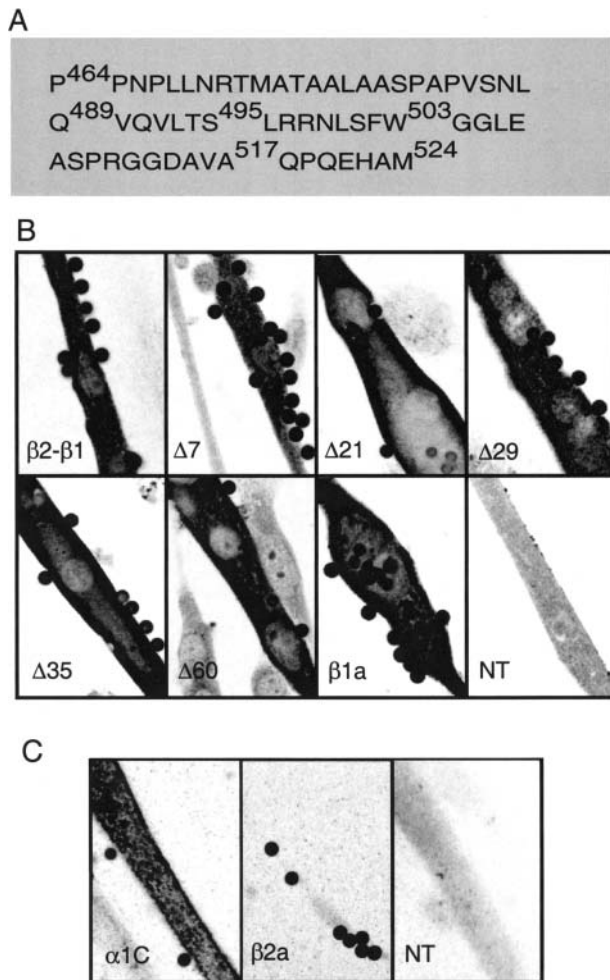 A
P⁴⁶⁴PNPLLNRTMATAALAASPAPVSNL
Q⁴⁸⁹VQVLTS⁴⁹⁵LRRNLSFW⁵⁰³GGLE
ASPRGGDAVA⁵¹⁷QPQEHAM⁵²⁴
B
β2-β1 Δ7 Δ21 Δ29
Δ35 Δ60 β1a NT
C
α1C β2a NT